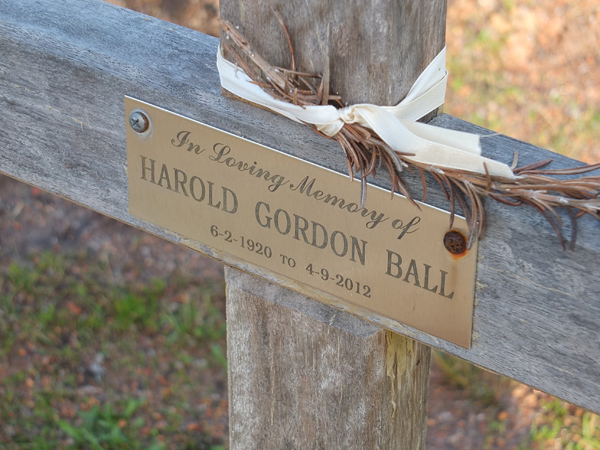 In Loving Memory of
HAROLD GORDON BALL
6-2-1920 TO 4-9-2012